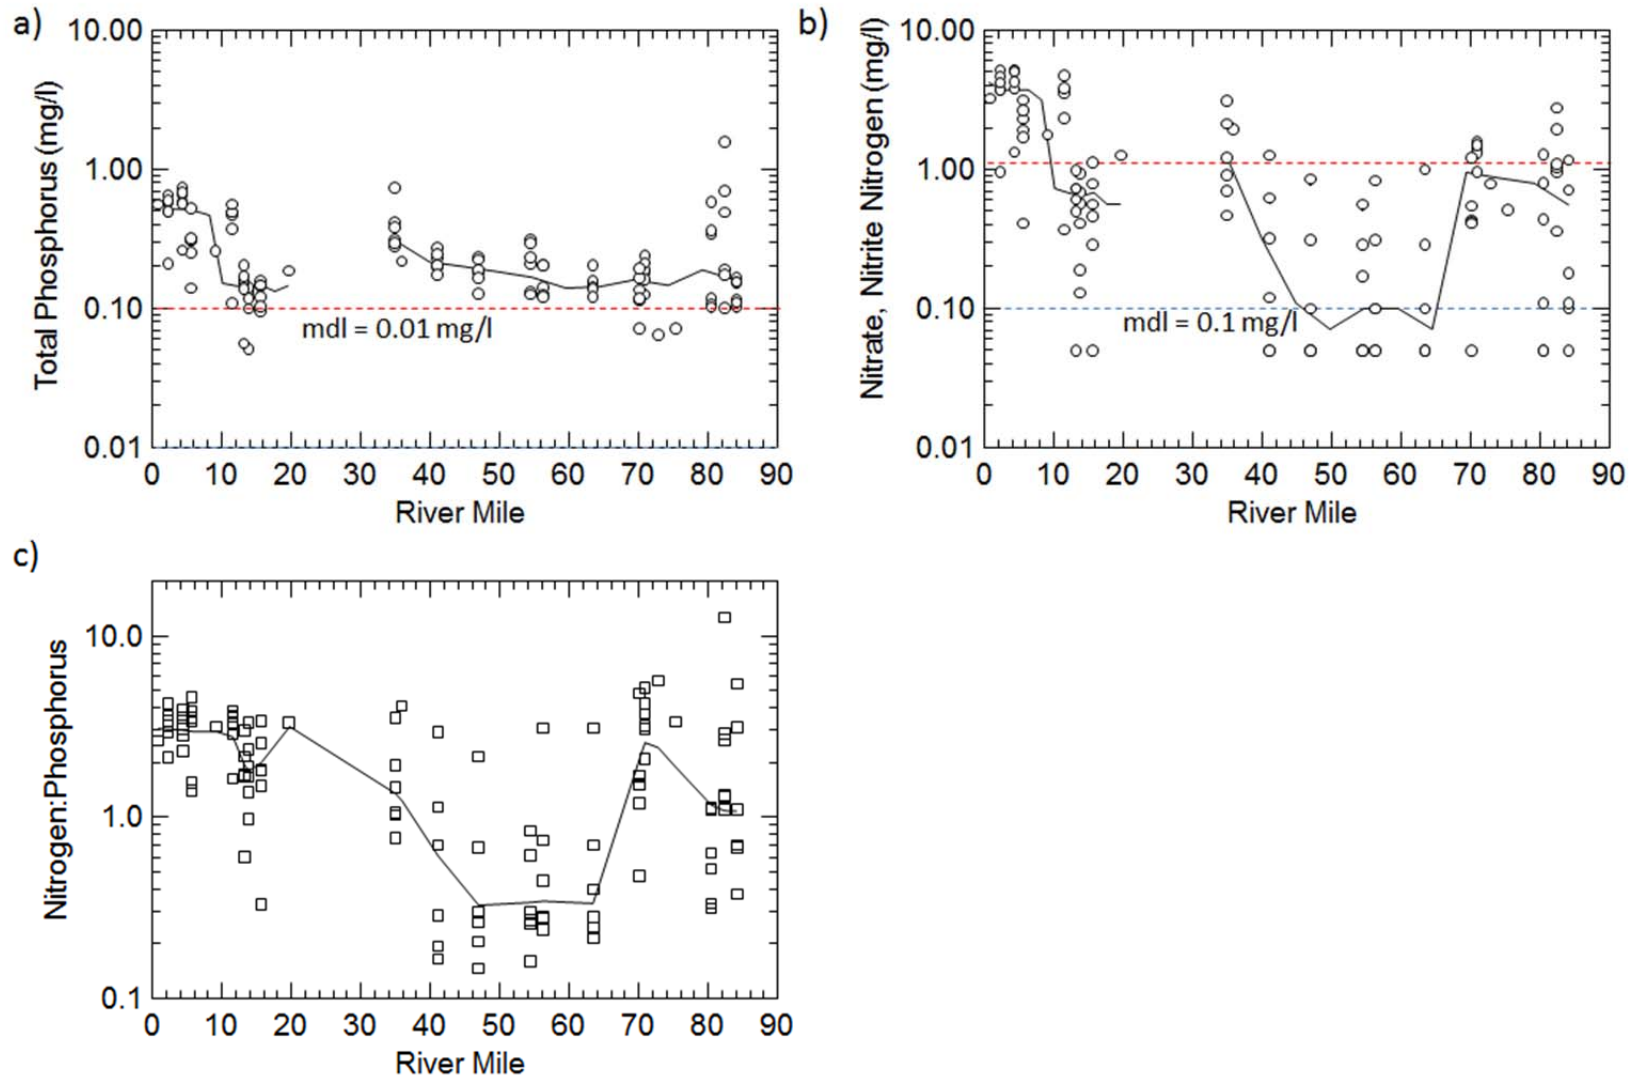 a)
Total Phosphorus (mg/l)
10.00
1.00
0.10
0.01
mdl = 0.01 mg/l
0 10 20 30 40 50 60 70 80 90
River Mile
b)
Nitrate, Nitrite Nitrogen (mg/l)
10.00
1.00
0.10
0.01
mdl = 0.1 mg/l
0 10 20 30 40 50 60 70 80 90
River Mile
c)
Nitrogen:Phosphorus
10.0
1.0
0.1
0 10 20 30 40 50 60 70 80 90
River Mile